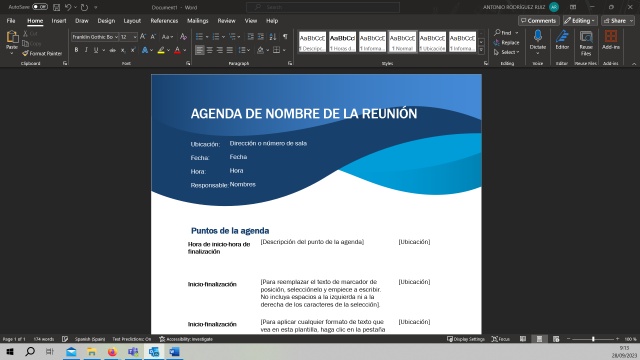 AutoSave Off
Document1 - Word
Search
ANTONIO RODRÍGUEZ RUIZ AR
File Home Insert Draw Design Layout References Mailings Review View Help
Comments Editing Share
Paste
Cut
Copy
Format Painter
Franklin Gothic Bo 12
AaBbCcDc AaBbCcI AaBbCcDc AaBbCcDc AaBbCcDc AaBbCcDc
¶ Descripc... ¶ Horas d... ¶ Informa... ¶ Normal ¶ Ubicación ¶ Informa...
Find
Replace
Select
Dictate
Editor
Reuse Files
Add-ins
Clipboard Font Paragraph Styles Editing Voice Editor Reuse Files Add-ins
AGENDA DE NOMBRE DE LA REUNIÓN
Ubicación: Dirección o número de sala
Fecha: Fecha
Hora: Hora
Responsable: Nombres
Puntos de la agenda
Hora de inicio-hora de finalización
[Descripción del punto de la agenda]
[Ubicación]
Inicio-finalización
[Para reemplazar el texto de marcador de
posición, selecciónelo y empiece a escribir.
No incluya espacios a la izquierda ni a la
derecha de los caracteres de la selección].
[Ubicación]
Inicio-finalización
[Para aplicar cualquier formato de texto que
vea en esta plantilla, haga clic en la pestaña
[Ubicación]
Page 1 of 1 174 words Spanish (Spain) Text Predictions: On Accessibility: Investigate
Display Settings Focus 100 %
9:13
28/09/2023